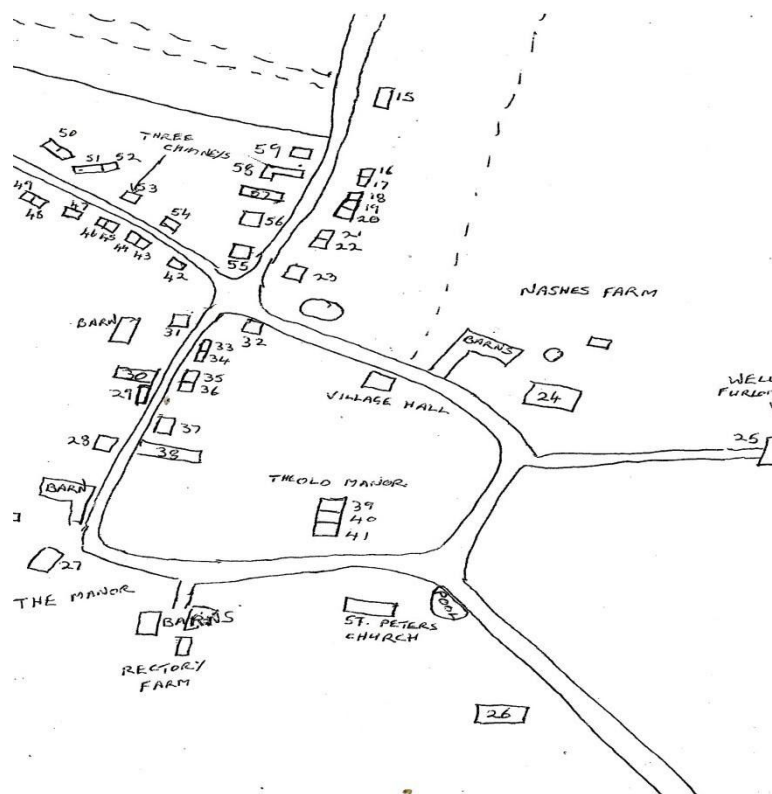 15
50
51
52
THREE
CHIMNEYS
59
58
57
16
17
18
19
20
53
49
48
47
46
45
44
43
54
56
21
22
42
55
23
NASHES FARM
BARN
31
32
BARNS
33
34
30
29
35
36
VILLAGE HALL
24
WELL
37
28
38
25
BARN
THE OLD MANOR
39
40
41
27
THE MANOR
BARNS
POOL
ST. PETERS
CHURCH
RECTORY
FARM
26